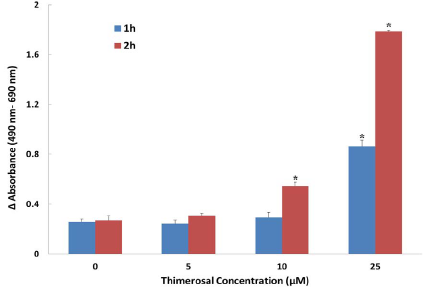 2
1h
2h
1.6
1.2
0.8
0.4
0
Δ Absorbance (490 nm- 690 nm)
* * *
*
0 5 10 25
Thimerosal Concentration (μM)